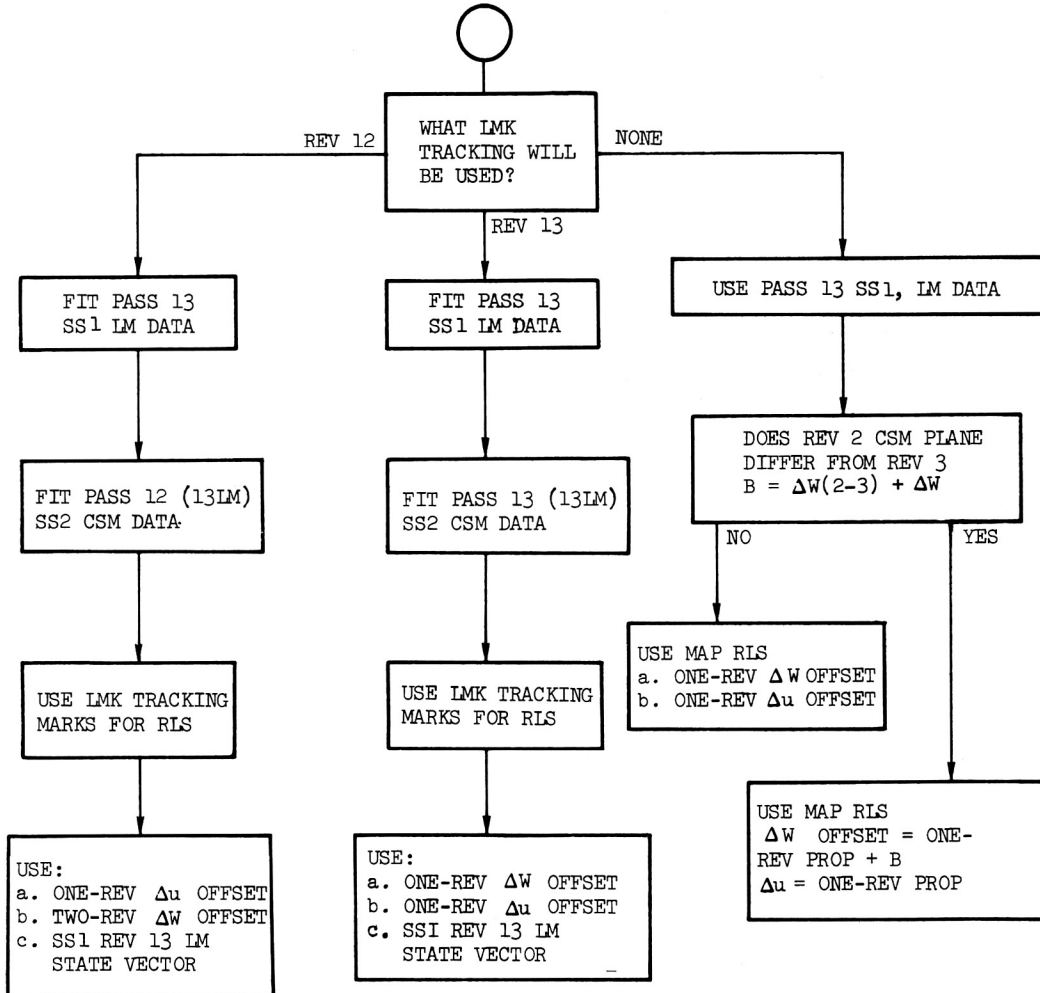 WHAT LMK
TRACKING WILL
BE USED?
REV 12
NONE
REV 13
FIT PASS 13
SS1 LM DATA
FIT PASS 12 (13LM)
SS2 CSM DATA.
USE LMK TRACKING
MARKS FOR RLS
USE:
a. ONE-REV Δu OFFSET
b. TWO-REV ΔW OFFSET
c. SS1 REV 13 LM
STATE VECTOR
FIT PASS 13
SS1 LM DATA
FIT PASS 13 (13LM)
SS2 CSM DATA
USE LMK TRACKING
MARKS FOR RLS
USE:
a. ONE-REV ΔW OFFSET
b. ONE-REV Δu OFFSET
c. SSI REV 13 LM
STATE VECTOR
USE PASS 13 SS1, LM DATA
DOES REV 2 CSM PLANE
DIFFER FROM REV 3
B = ΔW(2-3) + ΔW
NO
YES
USE MAP RLS
a. ONE-REV ΔW OFFSET
b. ONE-REV Δu OFFSET
USE MAP RLS
ΔW OFFSET = ONE-
REV PROP + B
Δu = ONE-REV PROP